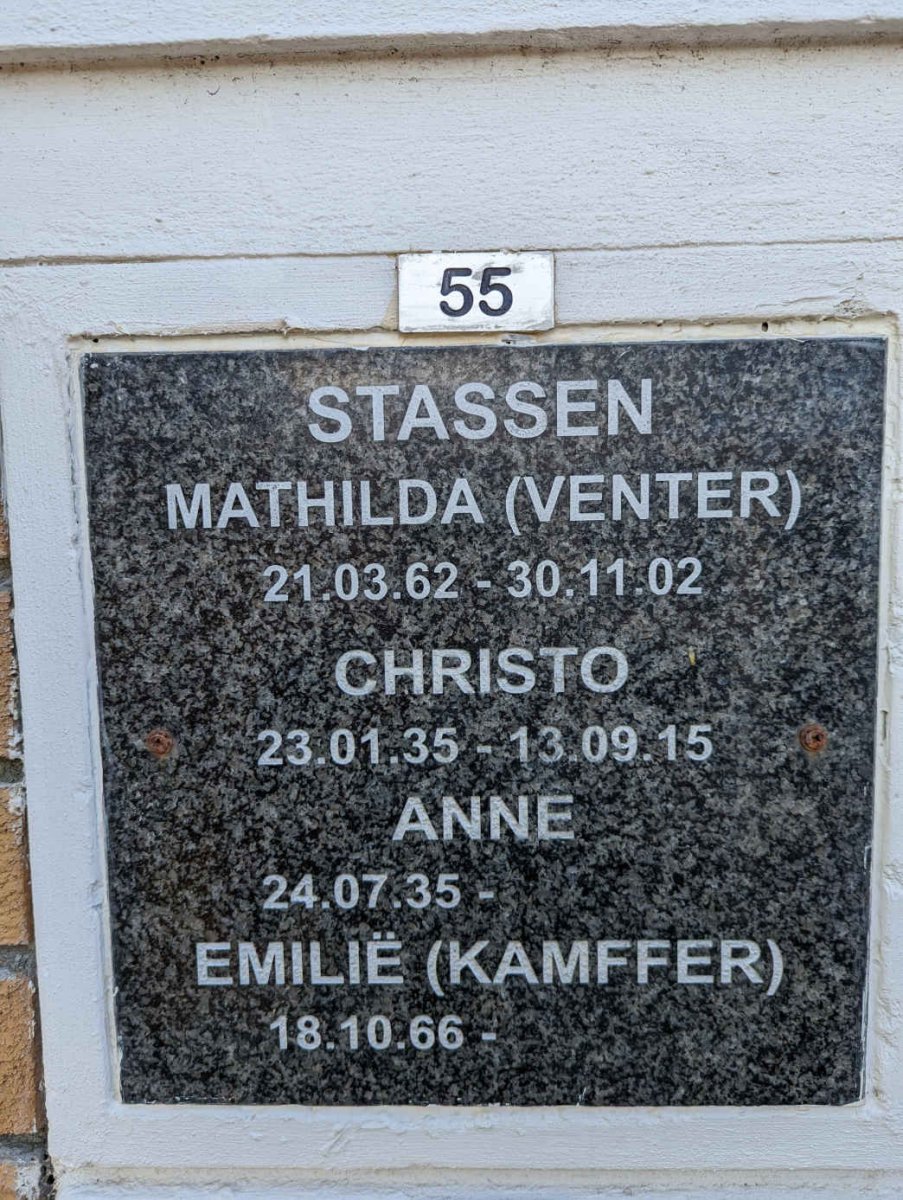 55
STASSEN
MATHILDA (VENTER)
21.03.62 - 30.11.02
CHRISTO
23.01.35 - 13.09.15
ANNE
24.07.35 -
EMILIË (KAMFFER)
18.10.66 -